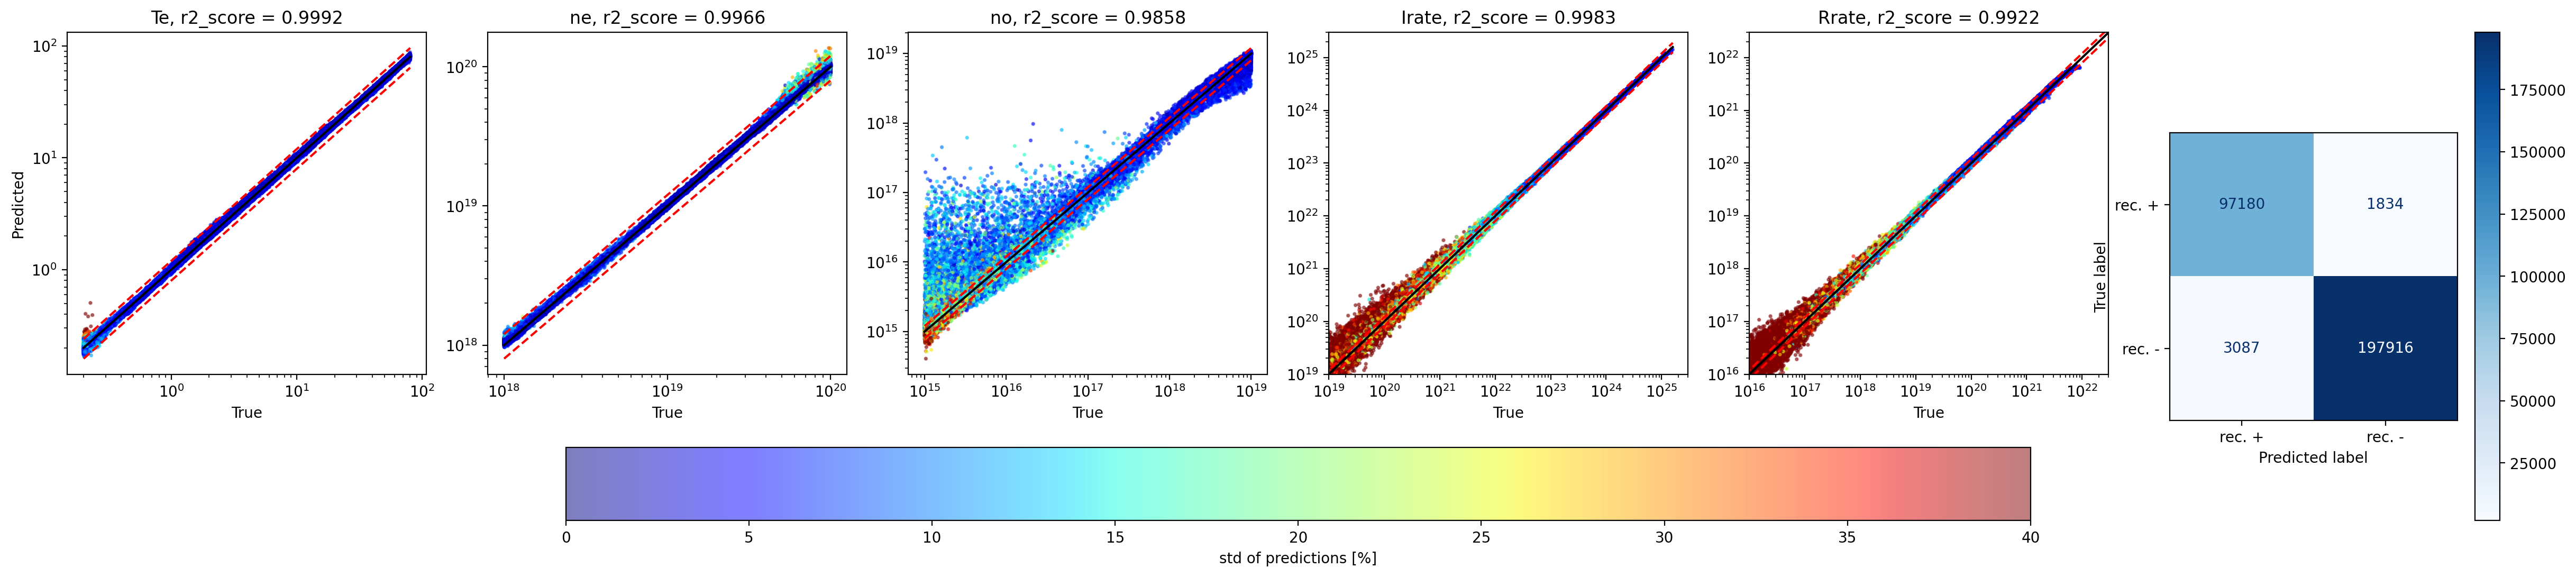 Te, r2_score = 0.9992
ne, r2_score = 0.9966
no, r2_score = 0.9858
Irate, r2_score = 0.9983
Rrate, r2_score = 0.9922
Predicted
10²
10¹
10⁰
10⁰ 10¹ 10²
True
10²⁰
10¹⁹
10¹⁸
10¹⁸ 10¹⁹ 10²⁰
True
10¹⁹
10¹⁸
10¹⁷
10¹⁶
10¹⁵
10¹⁵ 10¹⁶ 10¹⁷ 10¹⁸ 10¹⁹
True
10²⁵
10²⁴
10²³
10²²
10²¹
10²⁰
10¹⁹
10¹⁹ 10²⁰ 10²¹ 10²² 10²³ 10²⁴ 10²⁵
True
10²²
10²¹
10²⁰
10¹⁹
10¹⁸
10¹⁷
10¹⁶
10¹⁶ 10¹⁷ 10¹⁸ 10¹⁹ 10²⁰ 10²¹ 10²²
True
True label
rec. +
97180 1834
rec. -
3087 197916
rec. + rec. -
Predicted label
175000
150000
125000
100000
75000
50000
25000
0 5 10 15 20 25 30 35 40
std of predictions [%]